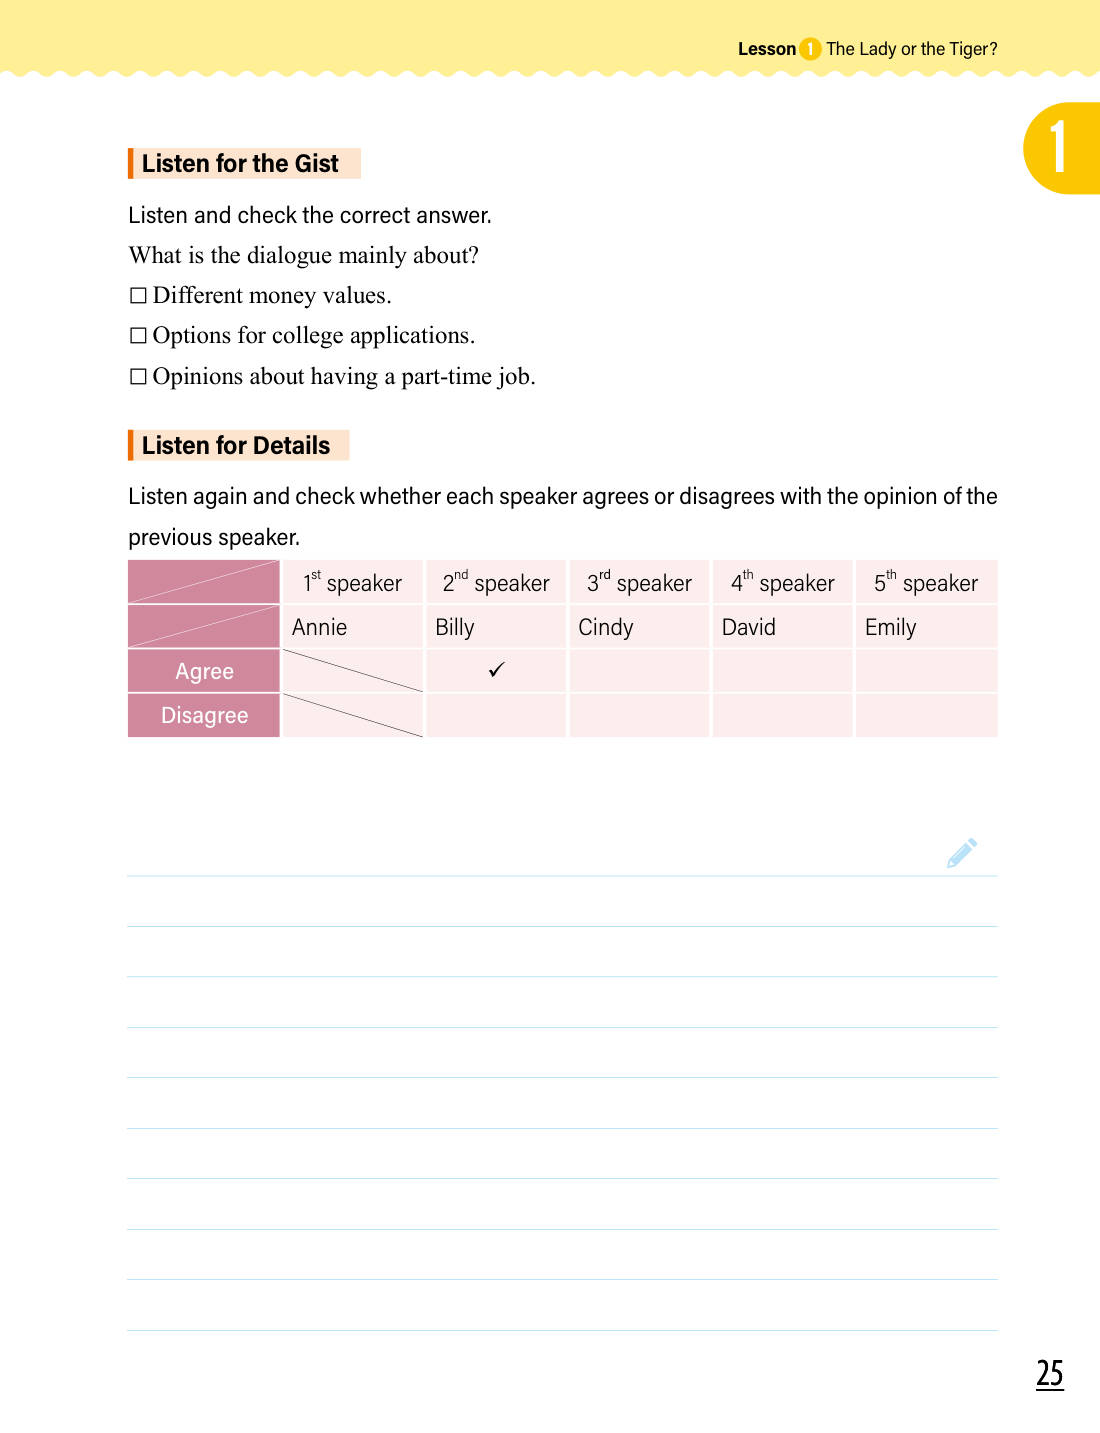 Lesson 1 The Lady or the Tiger?
1
Listen for the Gist
Listen and check the correct answer.
What is the dialogue mainly about?
☐ Different money values.
☐ Options for college applications.
☐ Opinions about having a part-time job.
Listen for Details
Listen again and check whether each speaker agrees or disagrees with the opinion of the
previous speaker.
1st speaker 2nd speaker 3rd speaker 4th speaker 5th speaker
Annie Billy Cindy David Emily
Agree ✓
Disagree
25